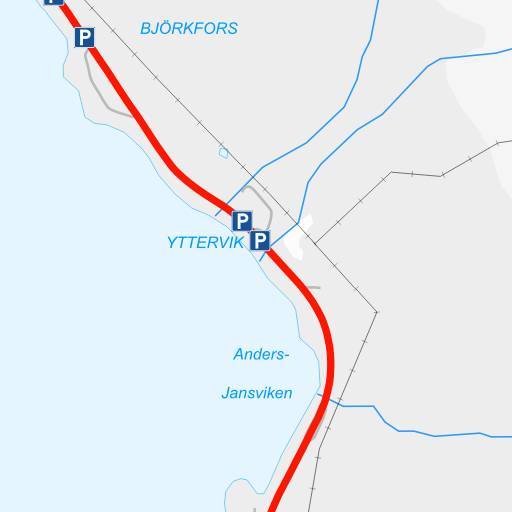 P
BJÖRKFORS
P
P
YTTERVIK P
Anders-
Jansviken